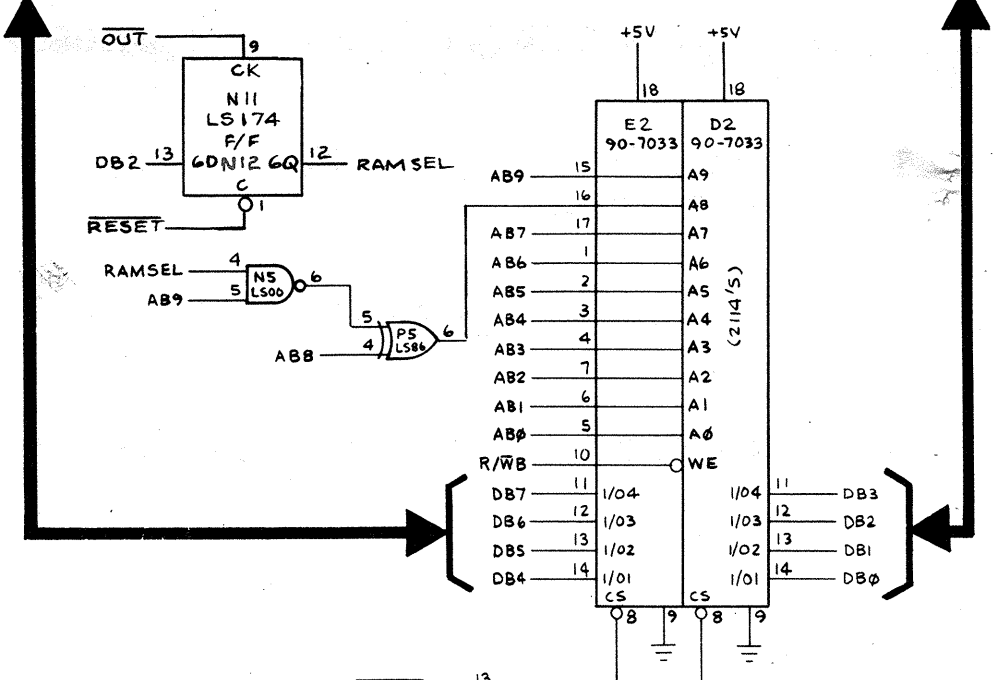 O̅U̅T̅
9
CK
N11
LS174
F/F
DB2 13 6D N12 6Q 12 RAMSEL
C
1
R̅E̅S̅E̅T̅
RAMSEL 4
AB9 5
N5
LS00
6
5
AB8 4
P5
LS86
6
+5V +5V
18 18
E2 D2
90-7033 90-7033
AB9 15 A9
16 A8
AB7 17 A7
AB6 1 A6
AB5 2 A5
AB4 3 A4
AB3 4 A3
AB2 7 A2
AB1 6 A1
ABø 5 Aø
R/W̅B 10 WE
(2114'S)
DB7 11 I/O4 I/O4 11 DB3
DB6 12 I/O3 I/O3 12 DB2
DB5 13 I/O2 I/O2 13 DB1
DB4 14 I/O1 I/O1 14 DBø
CS CS
8 9 8 9
13